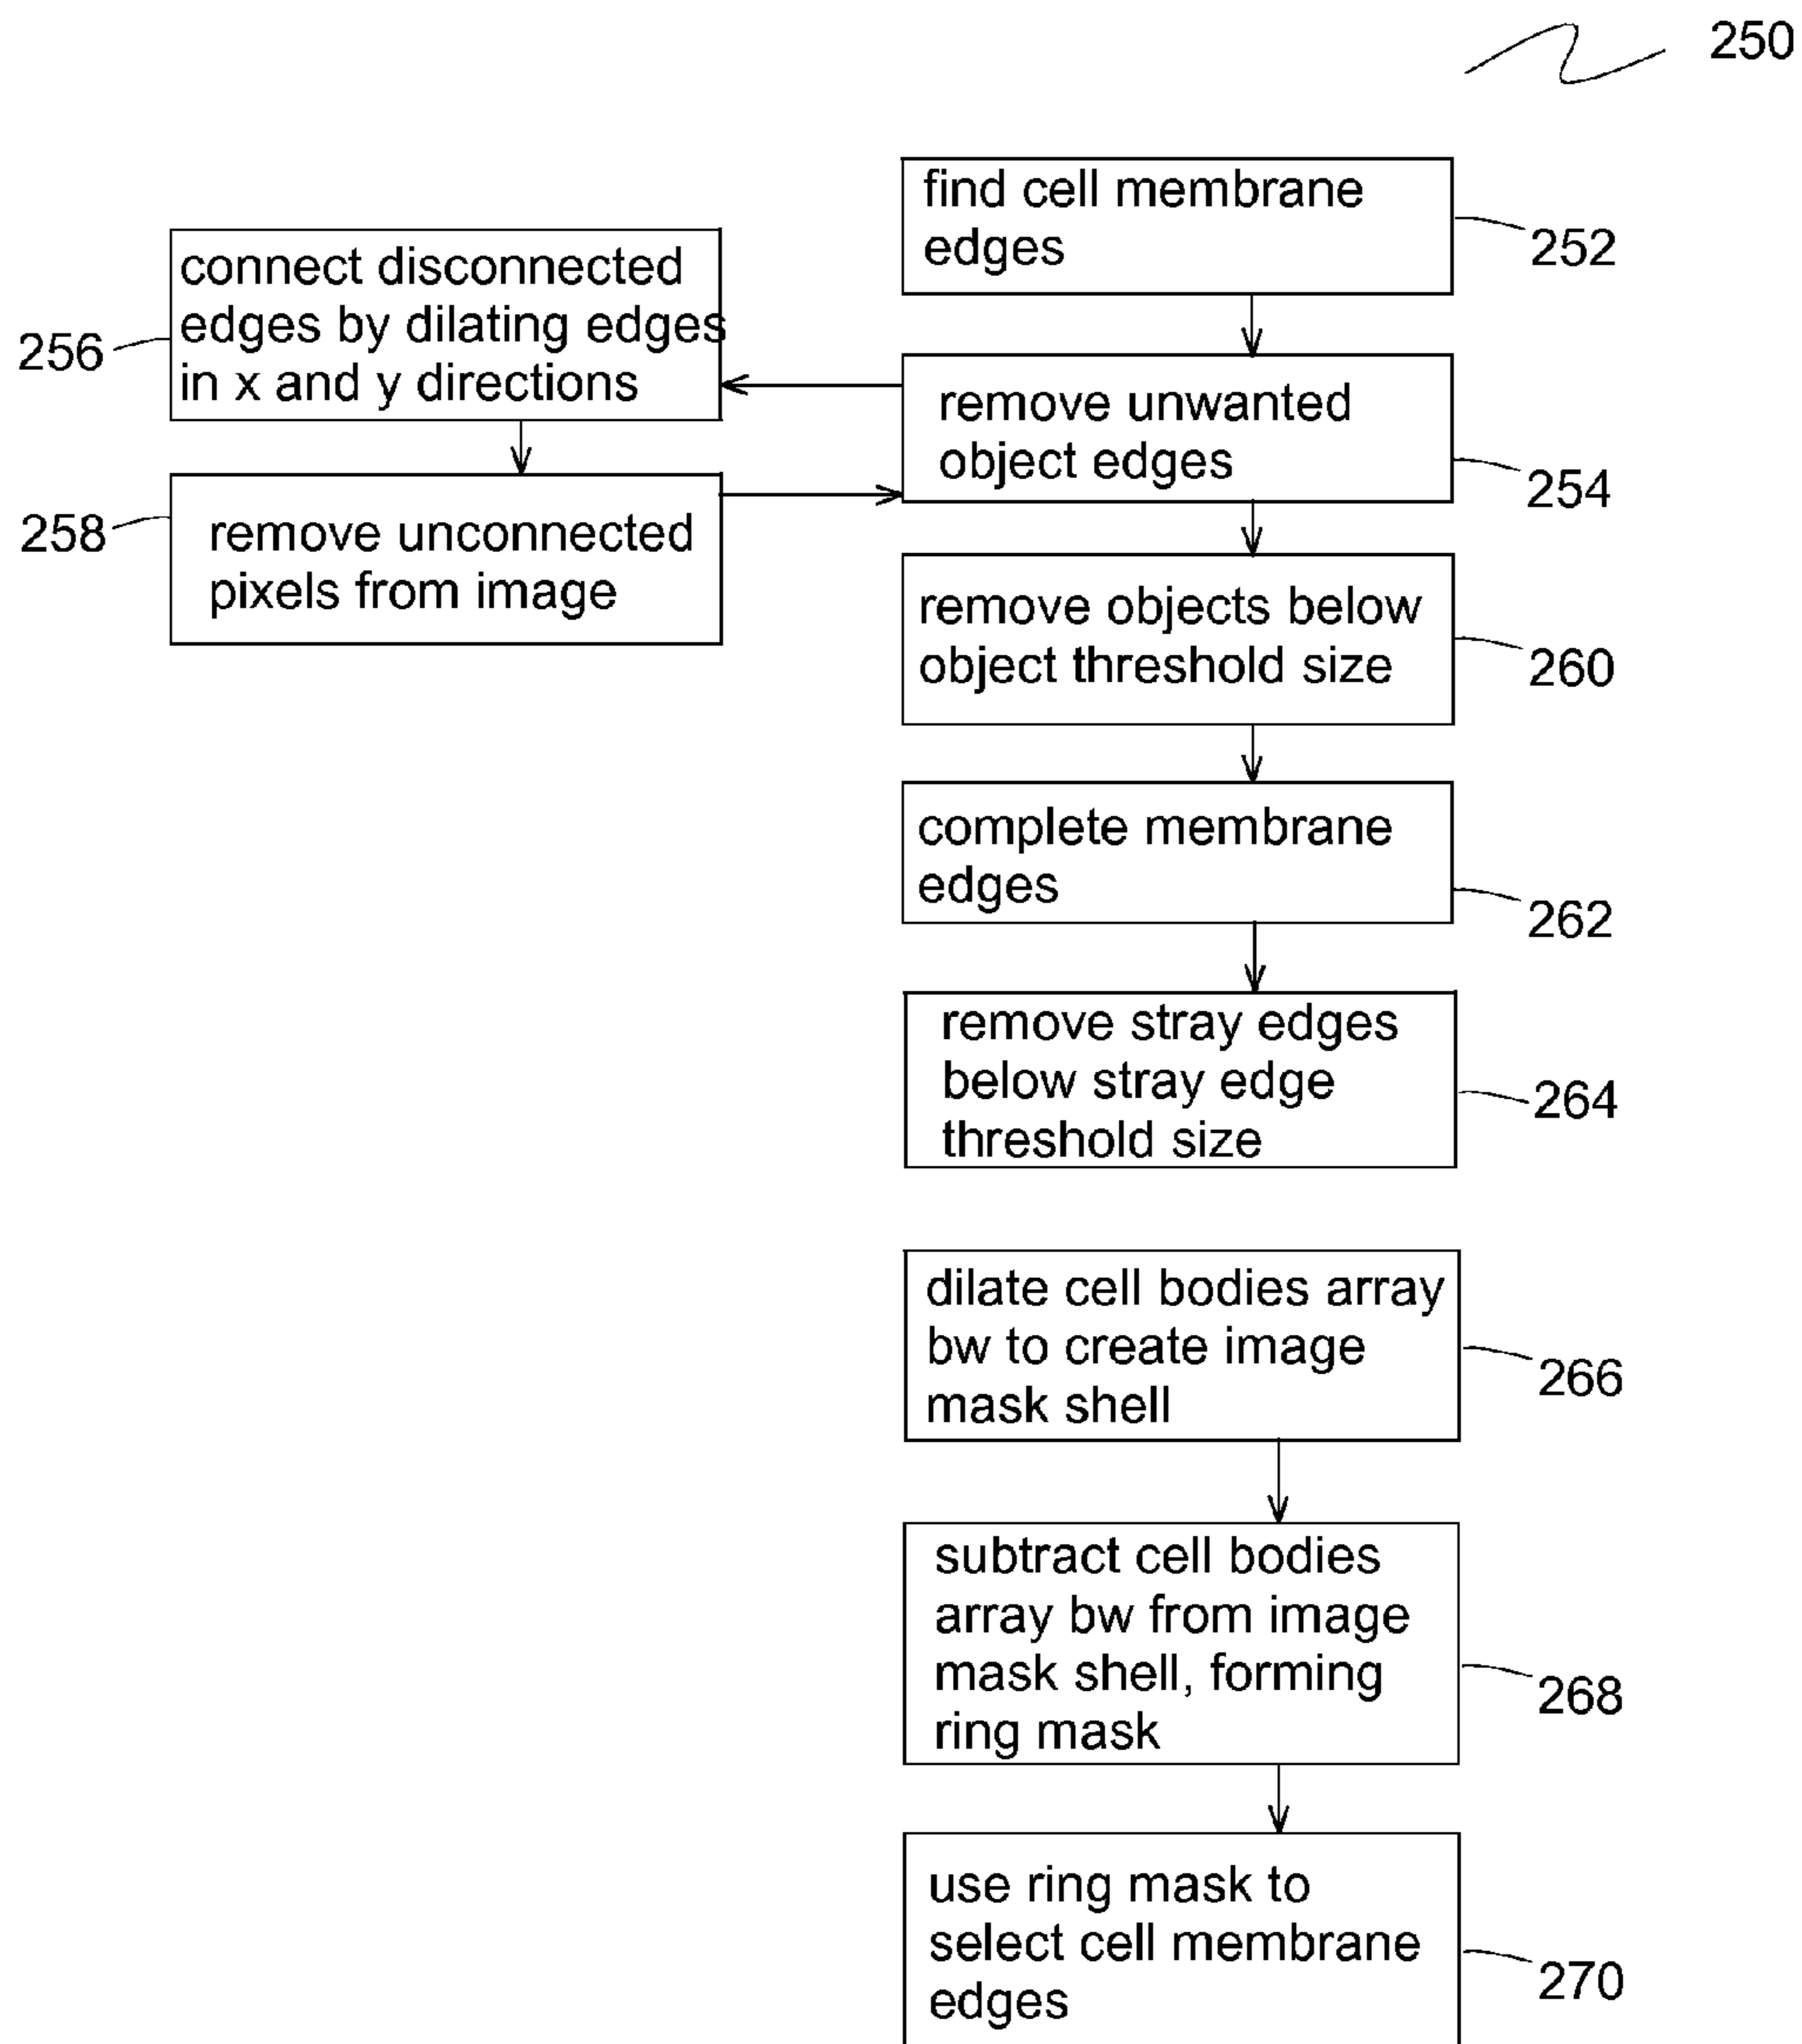 250
find cell membrane
edges
252
connect disconnected
edges by dilating edges
in x and y directions
256
remove unwanted
object edges
254
remove unconnected
pixels from image
258
remove objects below
object threshold size
260
complete membrane
edges
262
remove stray edges
below stray edge
threshold size
264
dilate cell bodies array
bw to create image
mask shell
266
subtract cell bodies
array bw from image
mask shell, forming
ring mask
268
use ring mask to
select cell membrane
edges
270